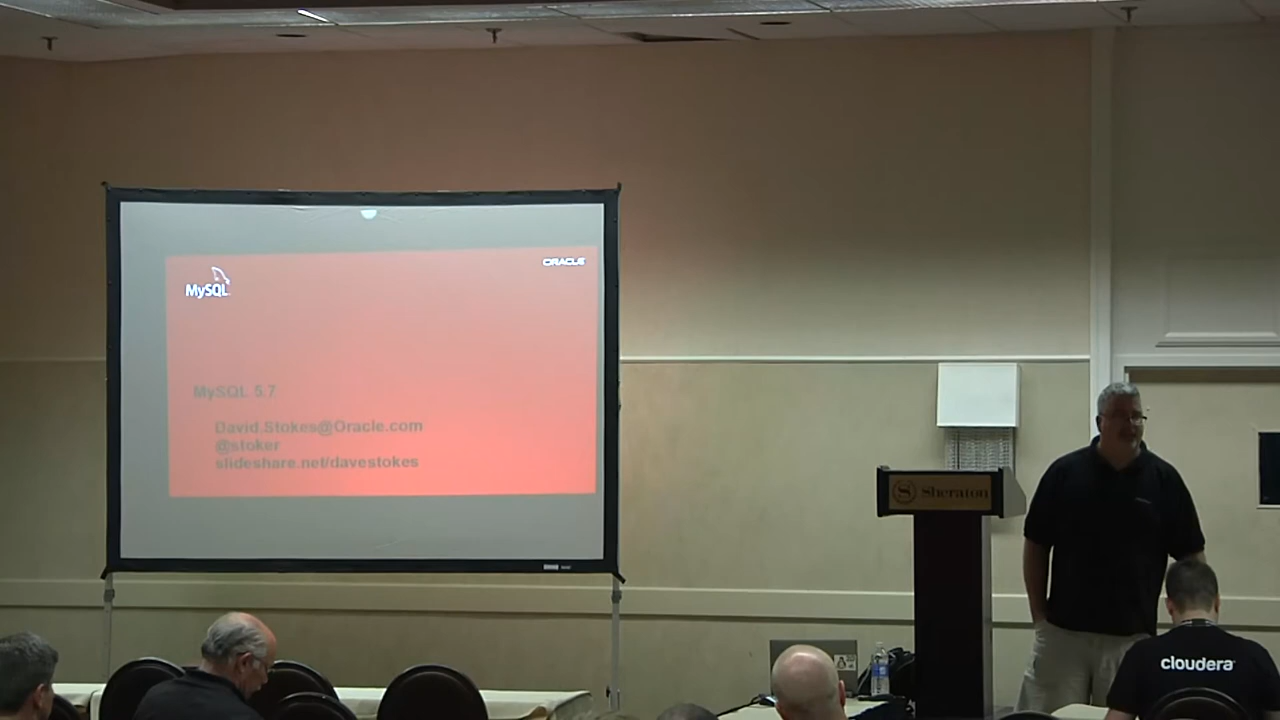 MySQL
ORACLE
MySQL 5.7
David.Stokes@Oracle.com
@stoker
slideshare.net/davestokes
S Sheraton
cloudera